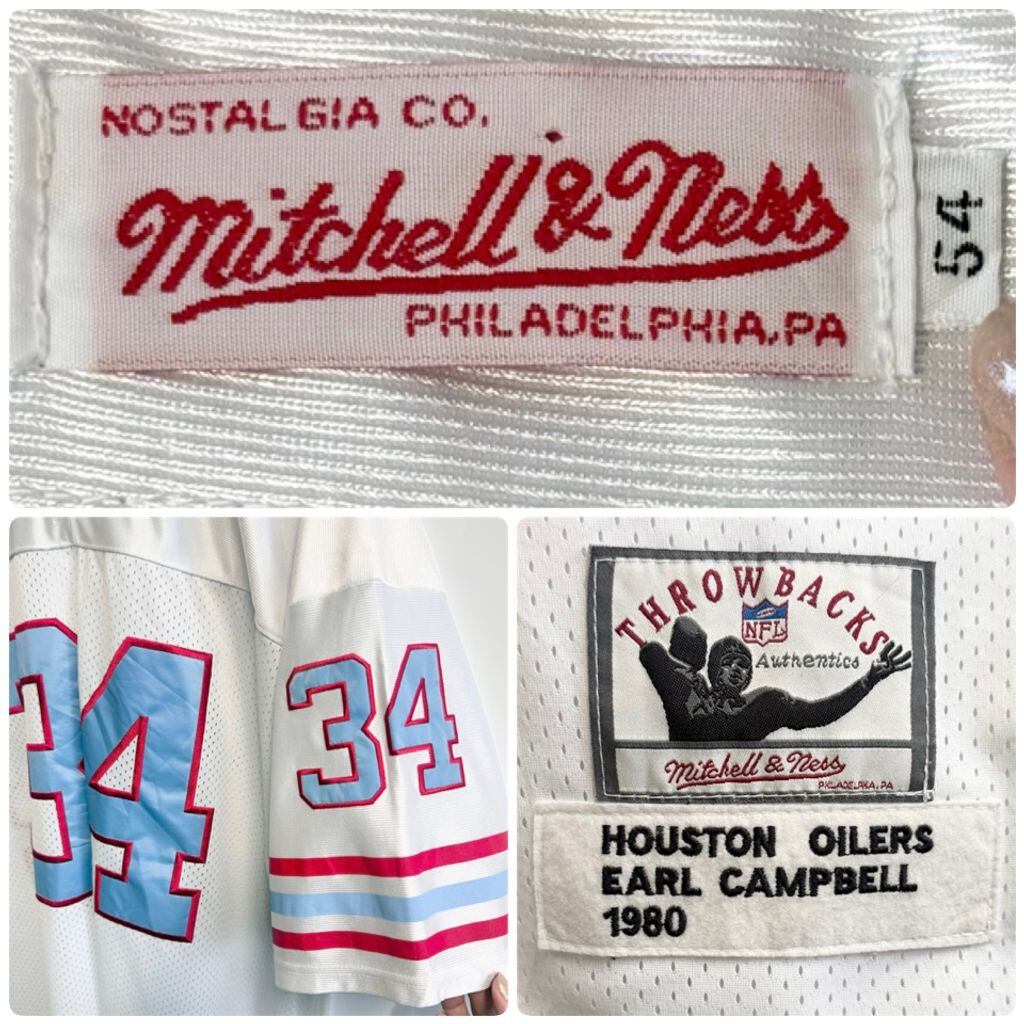 NOSTALGIA CO.
Mitchell & Ness
PHILADELPHIA, PA
54
34
34
THROWBACKS
NFL
Authentics
Mitchell & Ness
PHILADELPHIA, PA
HOUSTON OILERS
EARL CAMPBELL
1980